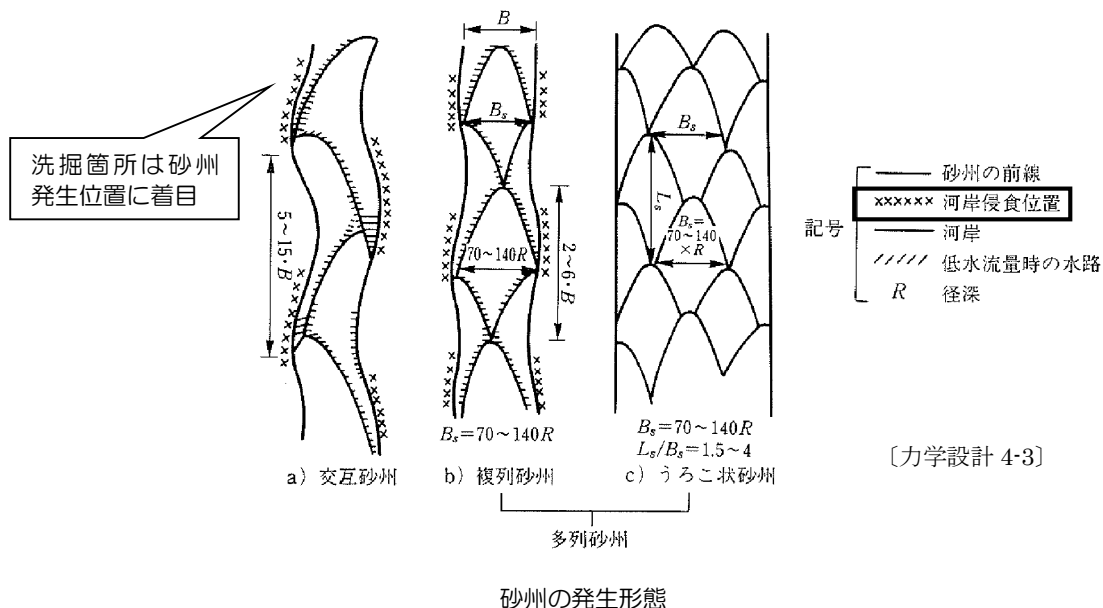 洗掘箇所は砂州
発生位置に着目
5～15・B
a）交互砂州
B
Bs
70～140R
2～6・B
Bs＝70～140R
b）複列砂州
Bs
Ls
Bs＝
70～140
×R
Bs＝70～140R
Ls/Bs＝1.5～4
c）うろこ状砂州
多列砂州
記号
砂州の前線
×××××× 河岸侵食位置
河岸
低水流量時の水路
R 径深
〔力学設計 4-3〕
砂州の発生形態